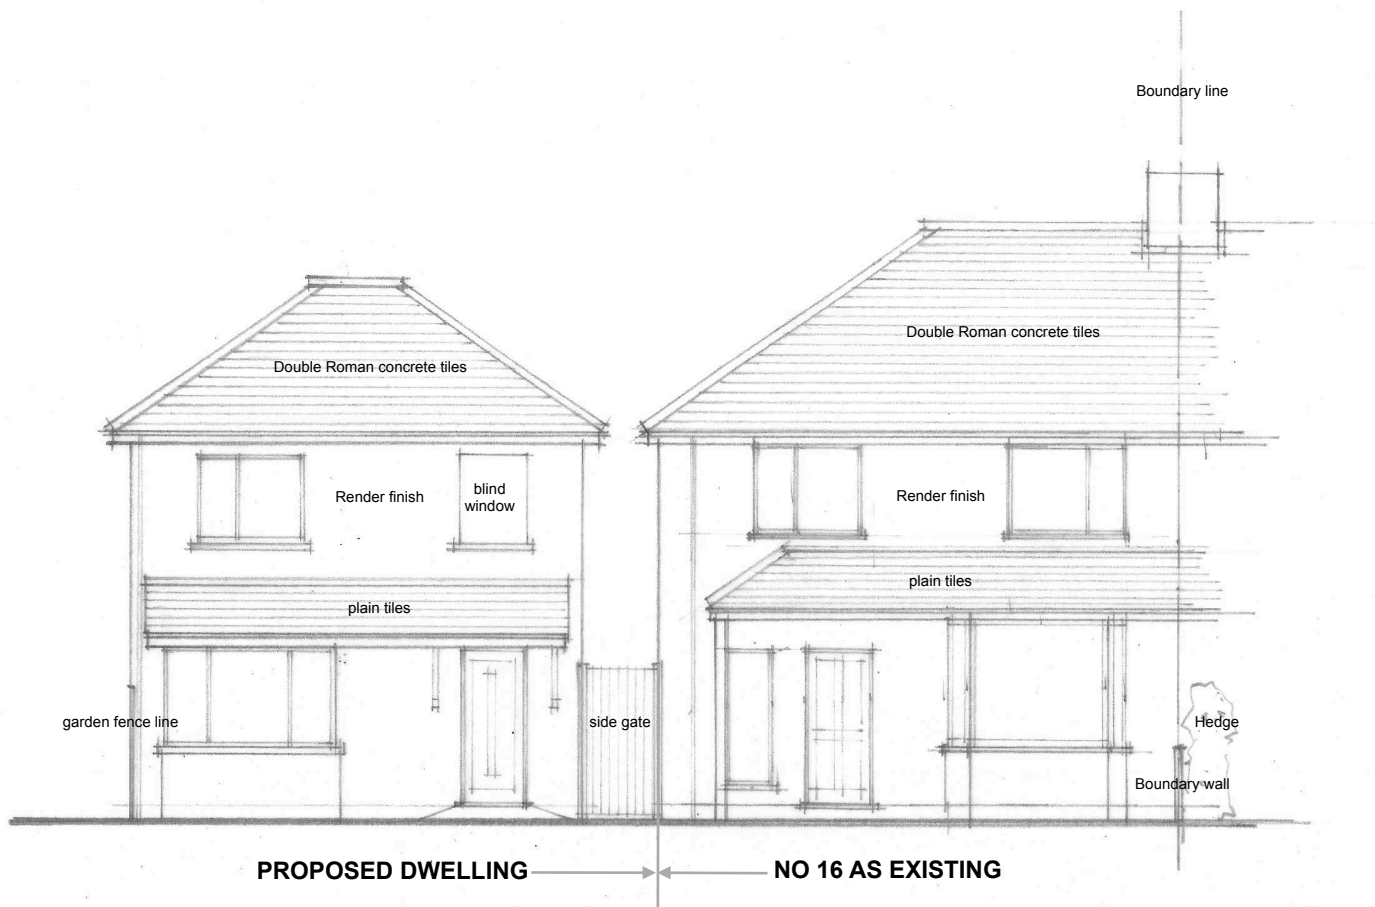 Boundary line
Double Roman concrete tiles
Double Roman concrete tiles
Render finish
blind
window
Render finish
plain tiles
plain tiles
garden fence line
side gate
Hedge
Boundary wall
PROPOSED DWELLING
NO 16 AS EXISTING